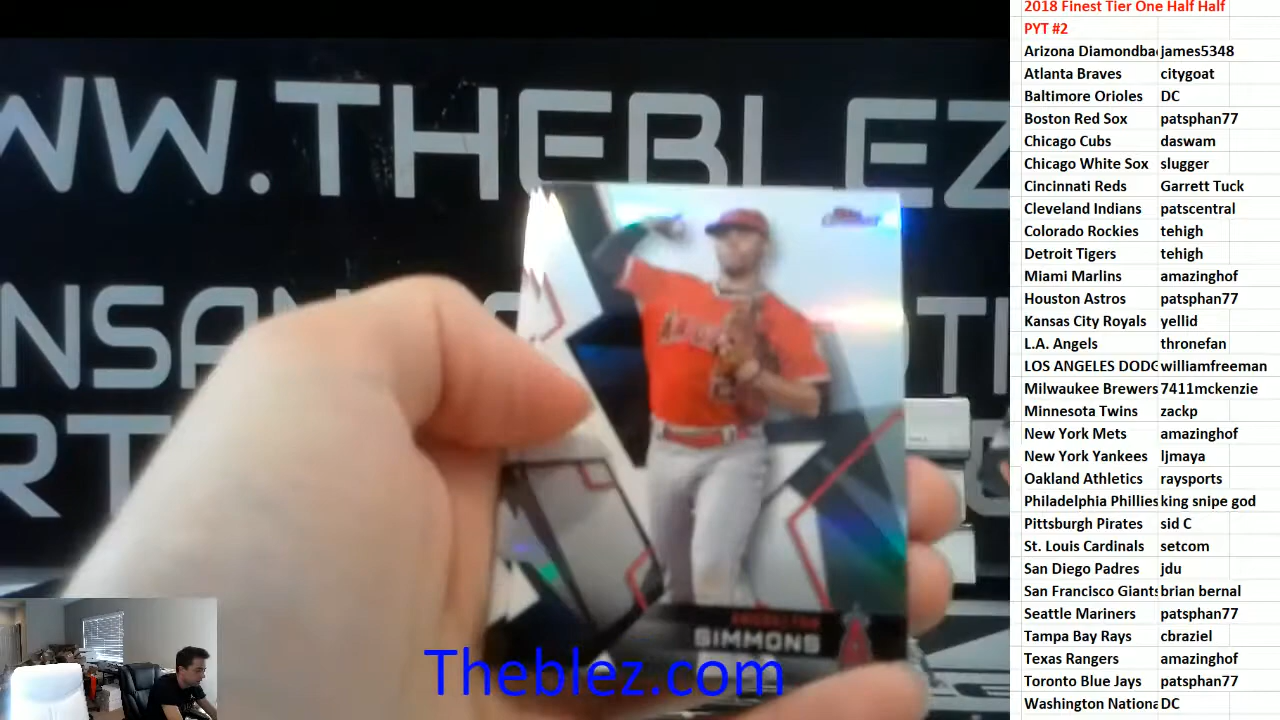 WW.THEBLEZ
NSAN
TI
RT
ANGELS
SIMMONS
Theblez.com
2018 Finest Tier One Half Half
PYT #2
Arizona Diamondba james5348
Atlanta Braves citygoat
Baltimore Orioles DC
Boston Red Sox patsphan77
Chicago Cubs daswam
Chicago White Sox slugger
Cincinnati Reds Garrett Tuck
Cleveland Indians patscentral
Colorado Rockies tehigh
Detroit Tigers tehigh
Miami Marlins amazinghof
Houston Astros patsphan77
Kansas City Royals yellid
L.A. Angels thronefan
LOS ANGELES DODG williamfreeman
Milwaukee Brewers 7411mckenzie
Minnesota Twins zackp
New York Mets amazinghof
New York Yankees ljmaya
Oakland Athletics raysports
Philadelphia Phillies king snipe god
Pittsburgh Pirates sid C
St. Louis Cardinals setcom
San Diego Padres jdu
San Francisco Giants brian bernal
Seattle Mariners patsphan77
Tampa Bay Rays cbraziel
Texas Rangers amazinghof
Toronto Blue Jays patsphan77
Washington Nationa DC